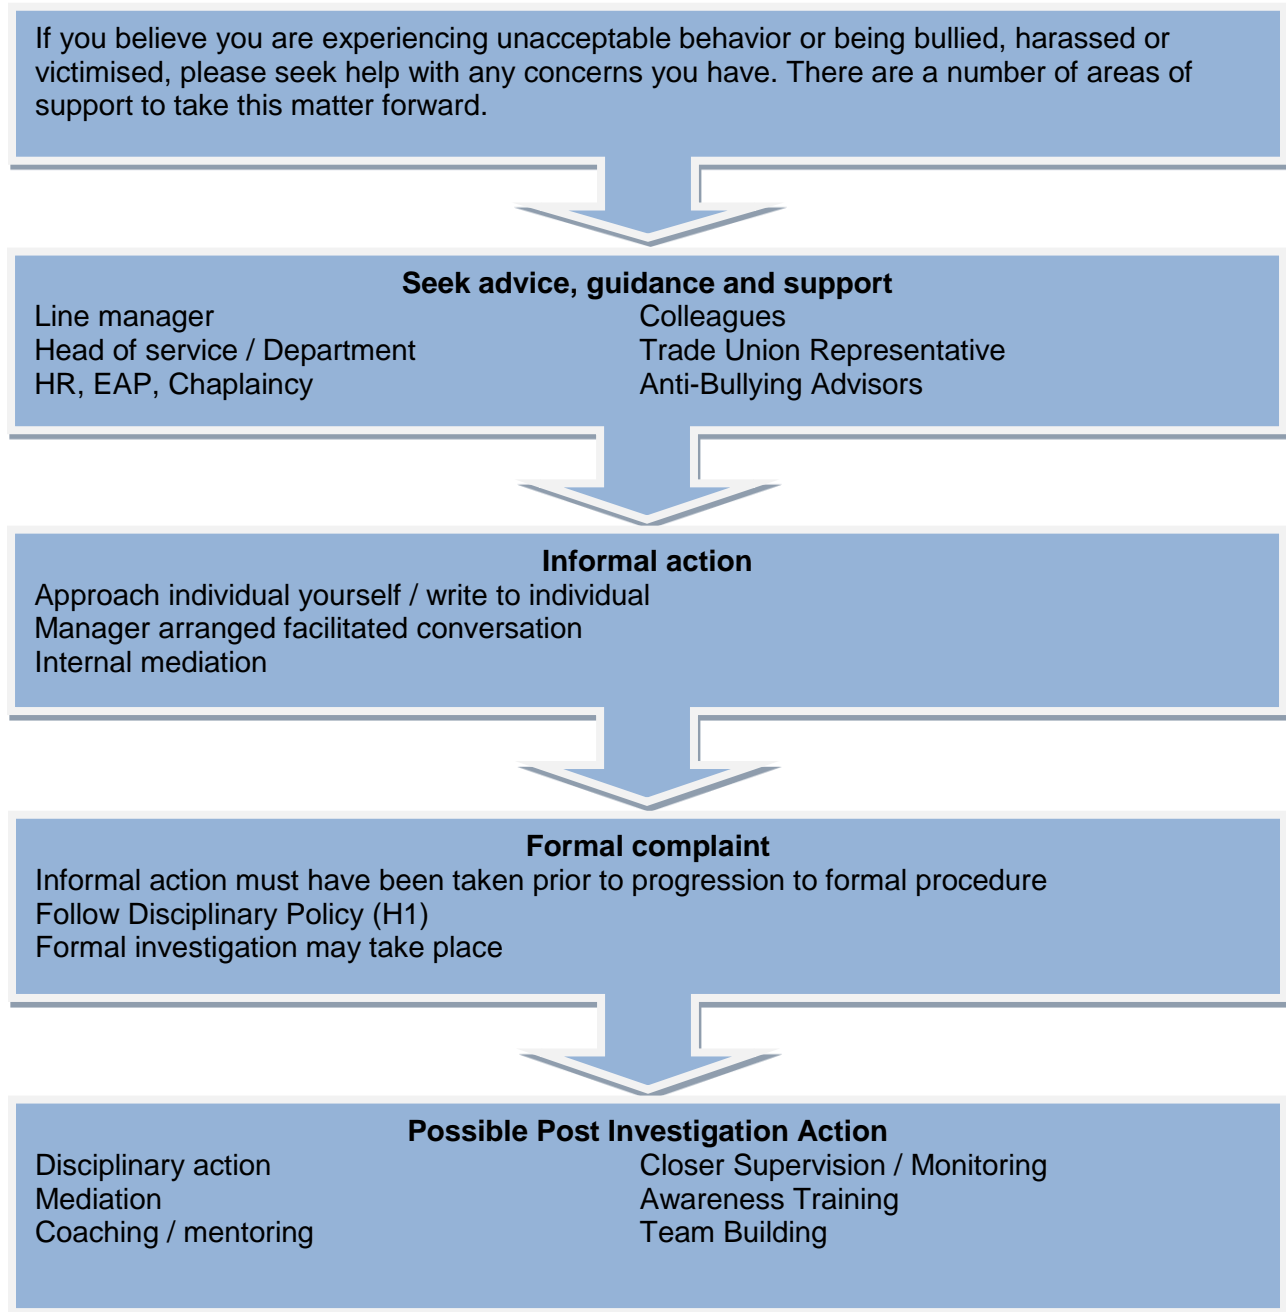 If you believe you are experiencing unacceptable behavior or being bullied, harassed or
victimised, please seek help with any concerns you have. There are a number of areas of
support to take this matter forward.
Seek advice, guidance and support
Line manager
Head of service / Department
HR, EAP, Chaplaincy
Colleagues
Trade Union Representative
Anti-Bullying Advisors
Informal action
Approach individual yourself / write to individual
Manager arranged facilitated conversation
Internal mediation
Formal complaint
Informal action must have been taken prior to progression to formal procedure
Follow Disciplinary Policy (H1)
Formal investigation may take place
Possible Post Investigation Action
Disciplinary action
Mediation
Coaching / mentoring
Closer Supervision / Monitoring
Awareness Training
Team Building